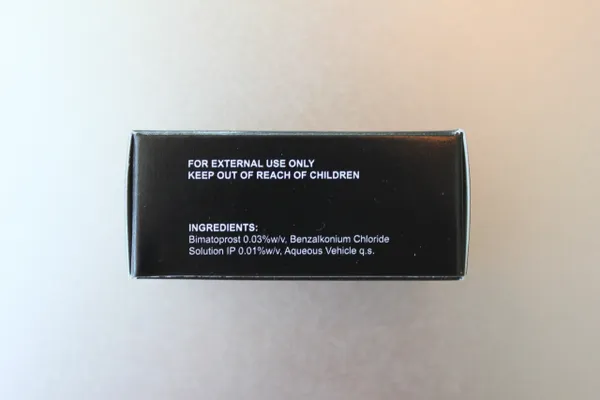 FOR EXTERNAL USE ONLY
KEEP OUT OF REACH OF CHILDREN
INGREDIENTS:
Bimatoprost 0.03%w/v, Benzalkonium Chloride
Solution IP 0.01%w/v, Aqueous Vehicle q.s.